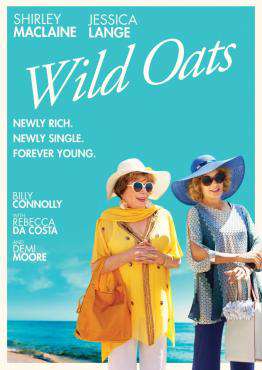 SHIRLEY MACLAINE
JESSICA LANGE
Wild Oats
NEWLY RICH.
NEWLY SINGLE.
FOREVER YOUNG.
BILLY
CONNOLLY
WITH
REBECCA
DA COSTA
AND
DEMI
MOORE